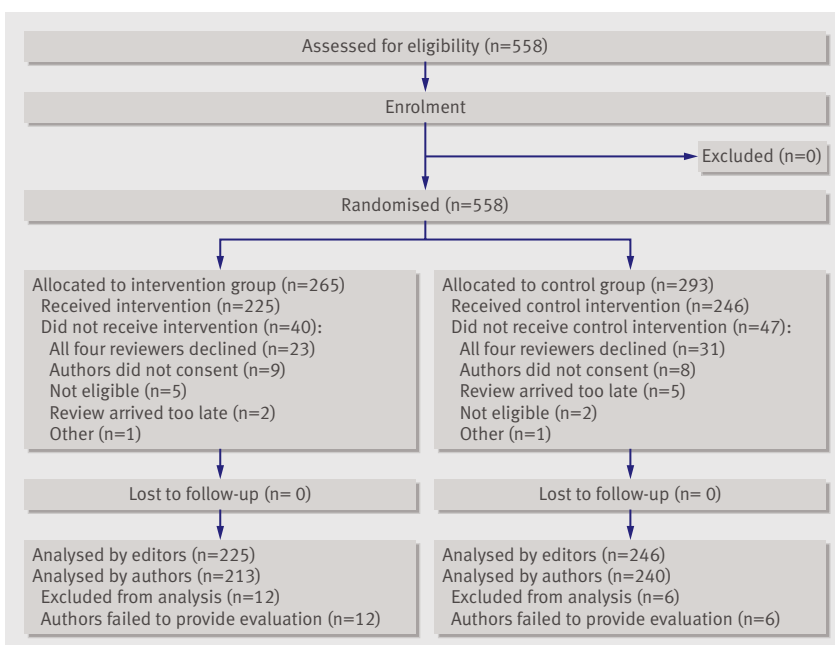 Assessed for eligibility (n=558)
Enrolment
Excluded (n=0)
Randomised (n=558)
Allocated to intervention group (n=265)
Received intervention (n=225)
Did not receive intervention (n=40):
All four reviewers declined (n=23)
Authors did not consent (n=9)
Not eligible (n=5)
Review arrived too late (n=2)
Other (n=1)
Allocated to control group (n=293)
Received control intervention (n=246)
Did not receive control intervention (n=47):
All four reviewers declined (n=31)
Authors did not consent (n=8)
Review arrived too late (n=5)
Not eligible (n=2)
Other (n=1)
Lost to follow-up (n= 0)
Lost to follow-up (n= 0)
Analysed by editors (n=225)
Analysed by authors (n=213)
Excluded from analysis (n=12)
Authors failed to provide evaluation (n=12)
Analysed by editors (n=246)
Analysed by authors (n=240)
Excluded from analysis (n=6)
Authors failed to provide evaluation (n=6)